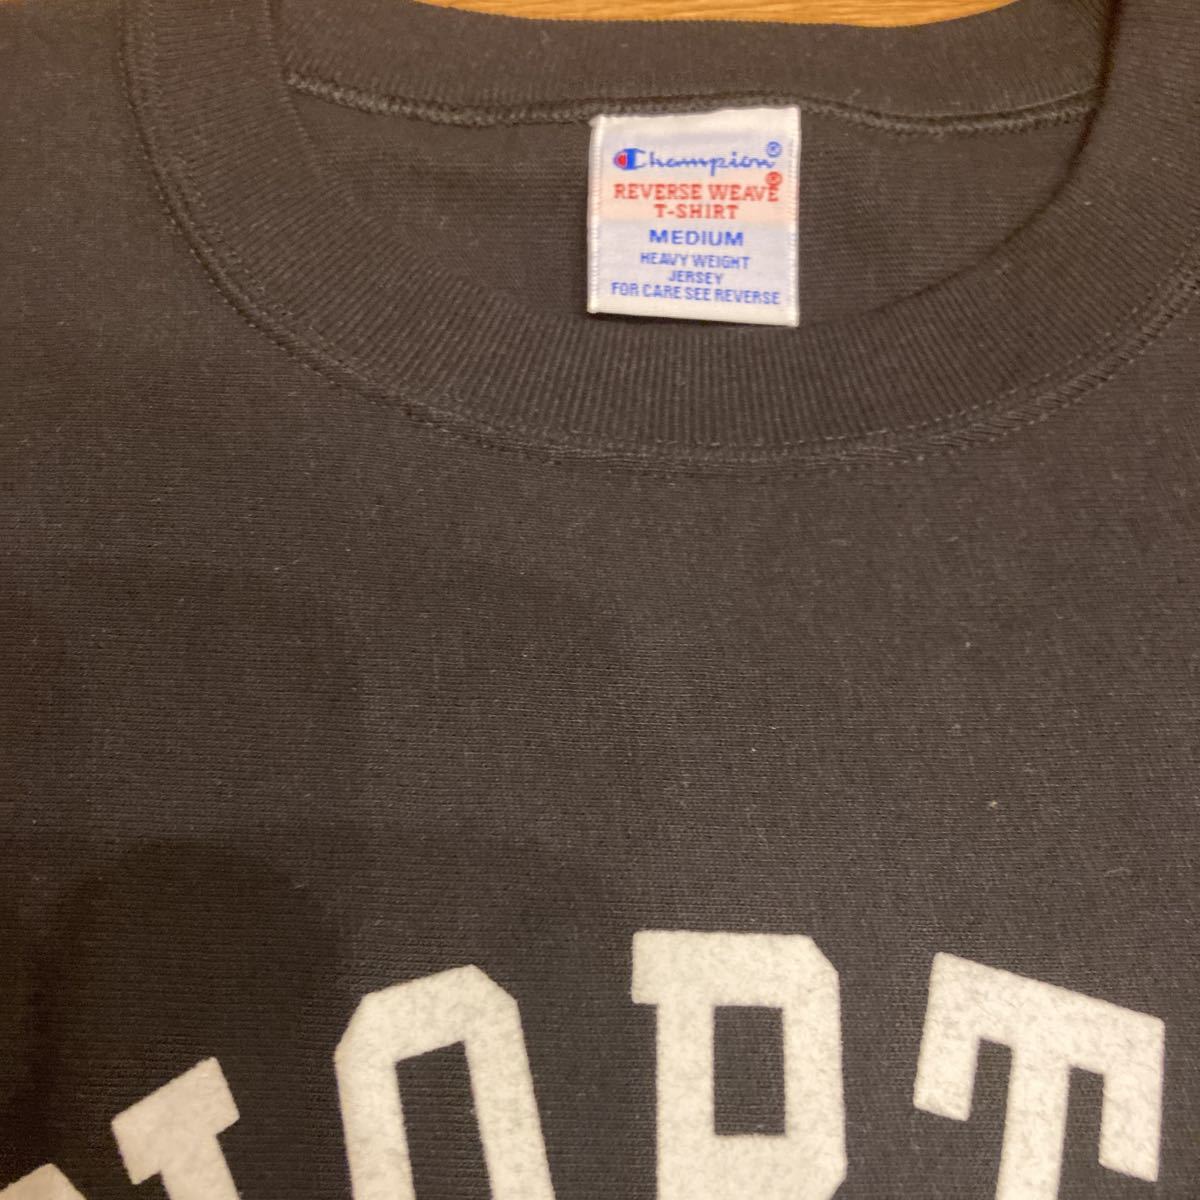 Champion®
REVERSE WEAVE®
T-SHIRT
MEDIUM
HEAVY WEIGHT
JERSEY
FOR CARE SEE REVERSE